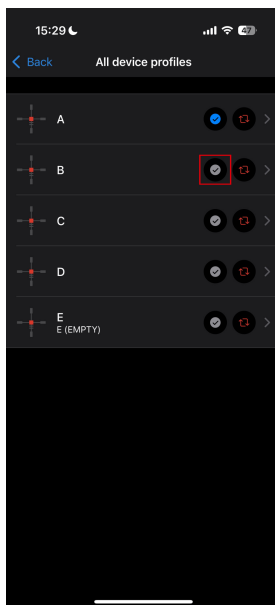 15:29
47
Back
All device profiles
A
B
C
D
E
E (EMPTY)